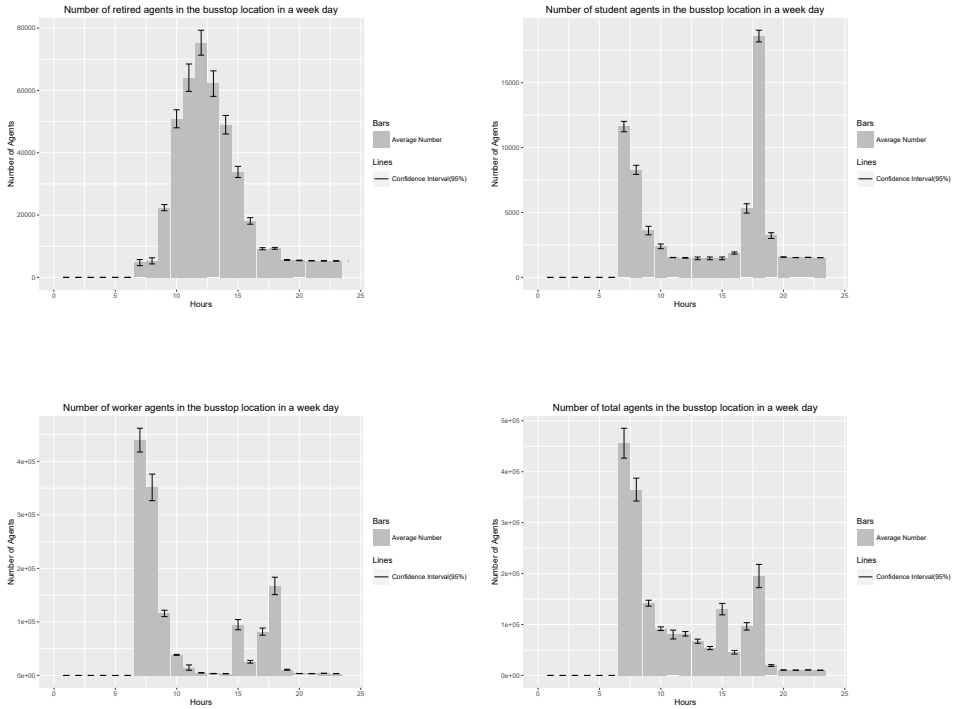 Number of retired agents in the busstop location in a week day
80000
60000
40000
20000
0
Number of Agents
0 5 10 15 20 25
Hours
Bars
Average Number
Lines
Confidence Interval(95%)
Number of student agents in the busstop location in a week day
15000
10000
5000
0
Number of Agents
0 5 10 15 20 25
Hours
Bars
Average Number
Lines
Confidence Interval(95%)
Number of worker agents in the busstop location in a week day
4e+05
3e+05
2e+05
1e+05
0e+00
Number of Agents
0 5 10 15 20 25
Hours
Bars
Average Number
Lines
Confidence Interval(95%)
Number of total agents in the busstop location in a week day
5e+05
4e+05
3e+05
2e+05
1e+05
0e+00
Number of Agents
0 5 10 15 20 25
Hours
Bars
Average Number
Lines
Confidence Interval(95%)